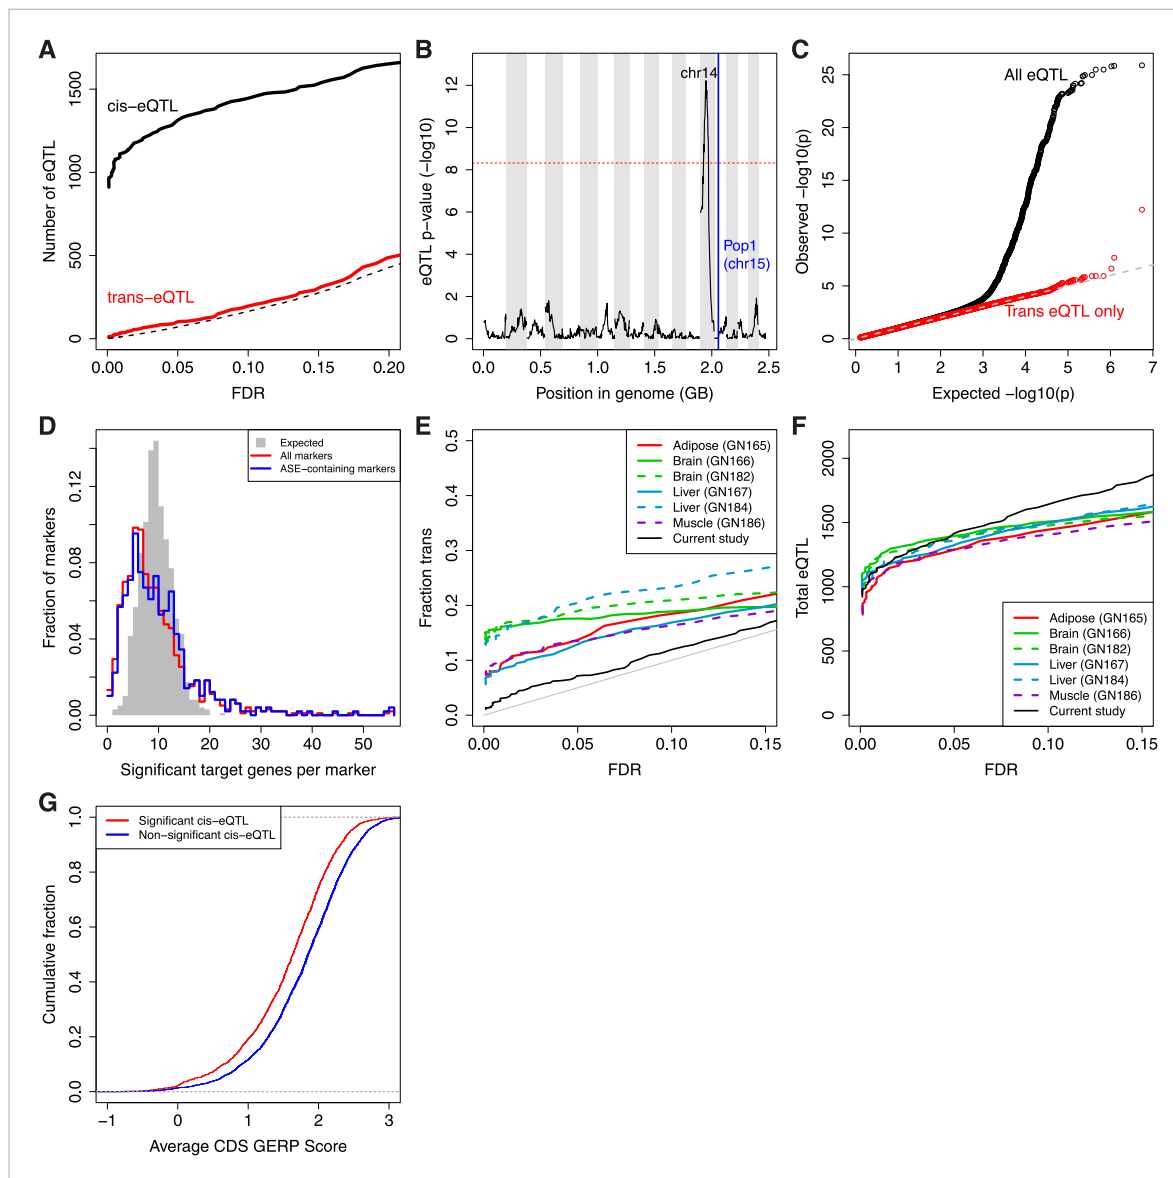 A
cis−eQTL
trans−eQTL
Number of eQTL
0
500
1000
1500
0.00
0.05
0.10
0.15
0.20
FDR
B
chr14
Pop1
(chr15)
eQTL p−value (−log10)
0
2
4
6
8
10
12
0.0
0.5
1.0
1.5
2.0
2.5
Position in genome (GB)
C
All eQTL
Trans eQTL only
Observed −log10(p)
0
5
10
15
20
25
0
1
2
3
4
5
6
7
Expected −log10(p)
D
Expected
All markers
ASE−containing markers
Fraction of markers
0.00
0.04
0.08
0.12
0
10
20
30
40
50
Significant target genes per marker
E
Adipose (GN165)
Brain (GN166)
Brain (GN182)
Liver (GN167)
Liver (GN184)
Muscle (GN186)
Current study
Fraction trans
0.0
0.1
0.2
0.3
0.4
0.5
0.00
0.05
0.10
0.15
FDR
F
Adipose (GN165)
Brain (GN166)
Brain (GN182)
Liver (GN167)
Liver (GN184)
Muscle (GN186)
Current study
Total eQTL
0
500
1000
1500
2000
0.00
0.05
0.10
0.15
FDR
G
Significant cis−eQTL
Non−significant cis−eQTL
Cumulative fraction
0.0
0.2
0.4
0.6
0.8
1.0
−1
0
1
2
3
Average CDS GERP Score